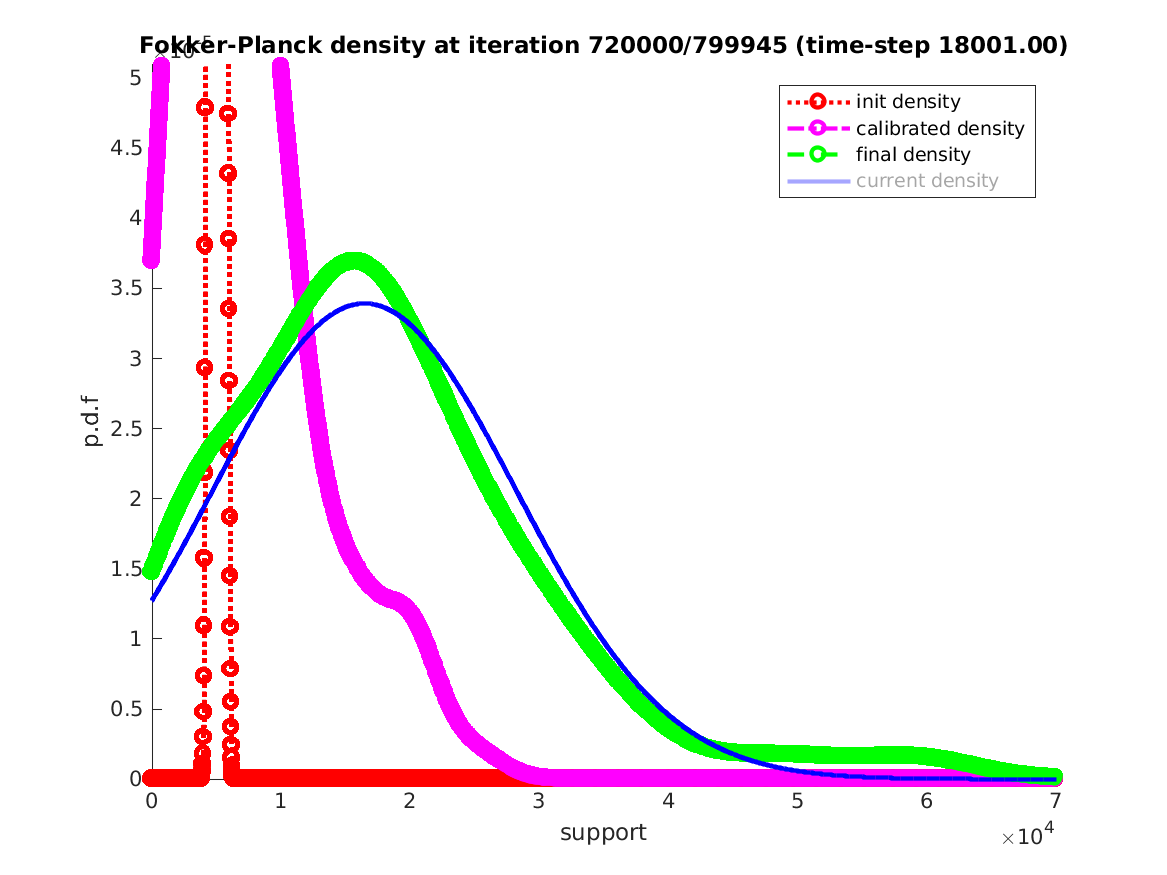 Fokker-Planck density at iteration 720000/799945 (time-step 18001.00)
×10⁻⁵
init density
calibrated density
final density
current density
5
4.5
4
3.5
3
2.5
2
1.5
1
0.5
0
p.d.f
0 1 2 3 4 5 6 7
support
×10⁴